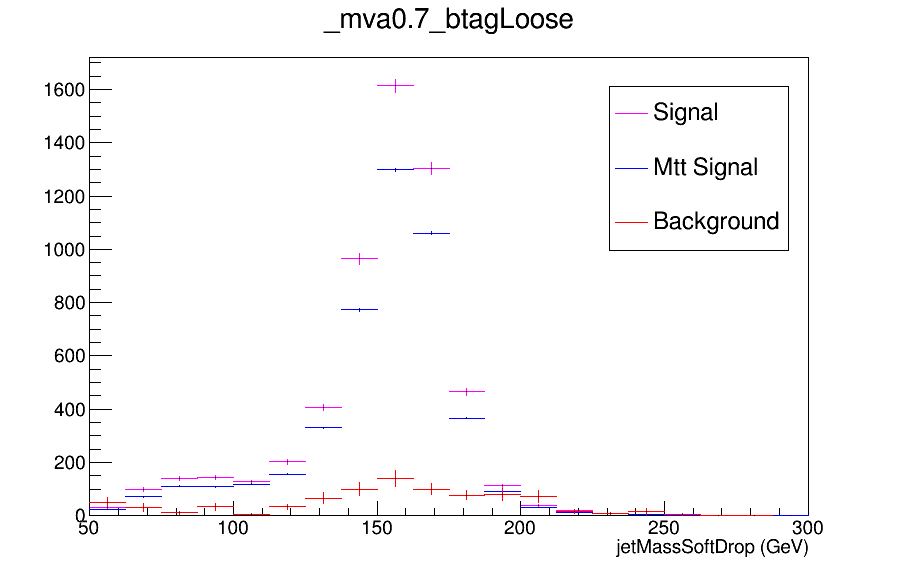 _mva0.7_btagLoose
1600
1400
1200
1000
800
600
400
200
0
Signal
Mtt Signal
Background
50 100 150 200 250 300
jetMassSoftDrop (GeV)